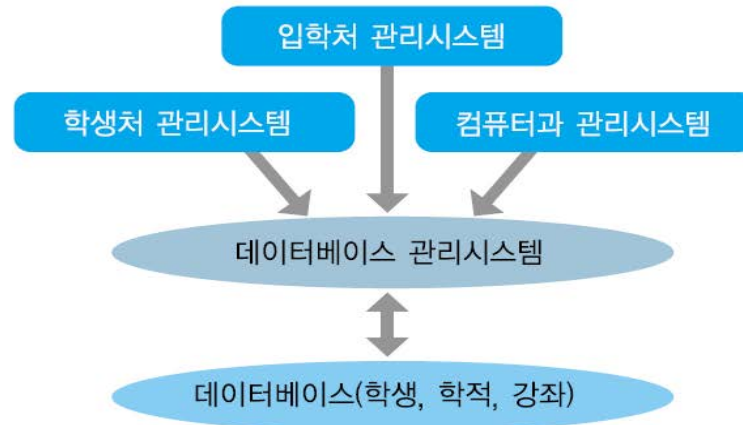 입학처 관리시스템
학생처 관리시스템
컴퓨터과 관리시스템
데이터베이스 관리시스템
데이터베이스(학생, 학적, 강좌)